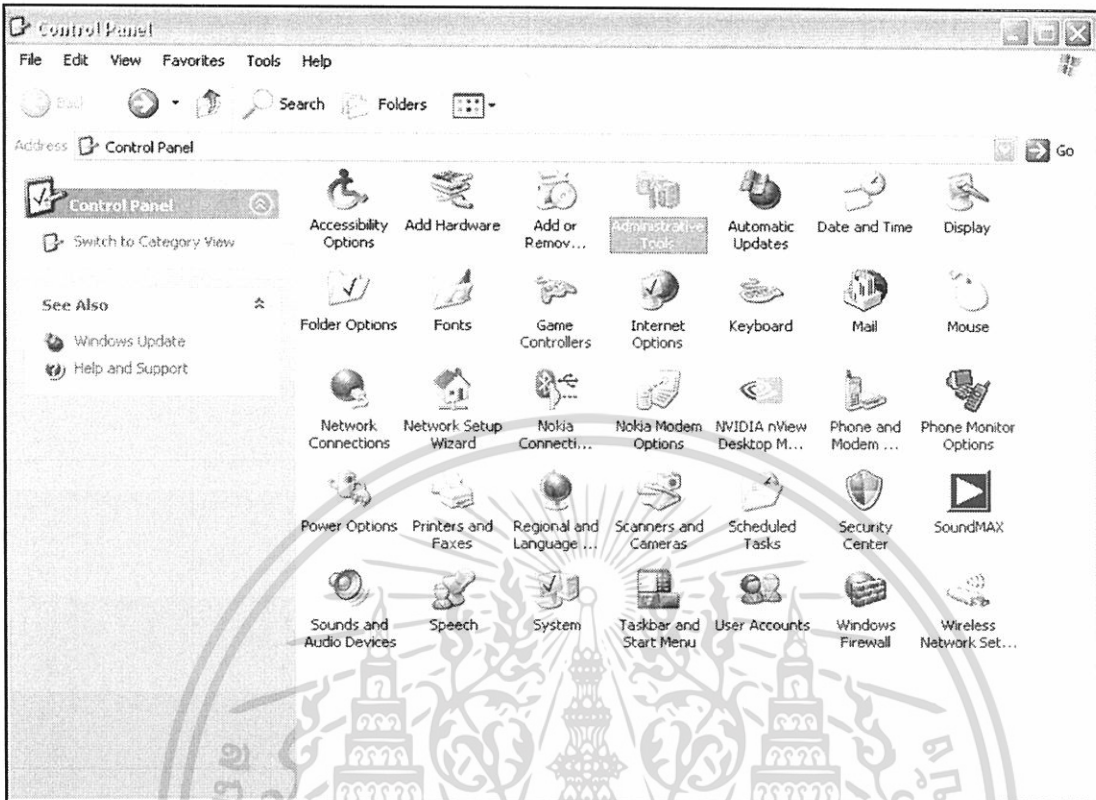 Control Panel
File Edit View Favorites Tools Help
Back Search Folders
Address Control Panel Go
Control Panel
Switch to Category View
See Also
Windows Update
Help and Support
Accessibility Options
Add Hardware
Add or Remov...
Administrative Tools
Automatic Updates
Date and Time
Display
Folder Options
Fonts
Game Controllers
Internet Options
Keyboard
Mail
Mouse
Network Connections
Network Setup Wizard
Nokia Connecti...
Nokia Modem Options
NVIDIA nView Desktop M...
Phone and Modem ...
Phone Monitor Options
Power Options
Printers and Faxes
Regional and Language ...
Scanners and Cameras
Scheduled Tasks
Security Center
SoundMAX
Sounds and Audio Devices
Speech
System
Taskbar and Start Menu
User Accounts
Windows Firewall
Wireless Network Set...